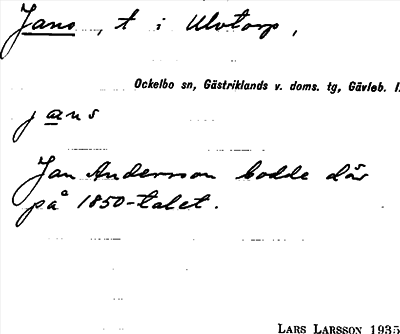 Jans, t i Ulvtorp,
Ockelbo sn, Gästriklands v. doms. tg, Gävleb. l.
jans
Jan Andersson bodde där
på 1850-talet.
LARS LARSSON 1935